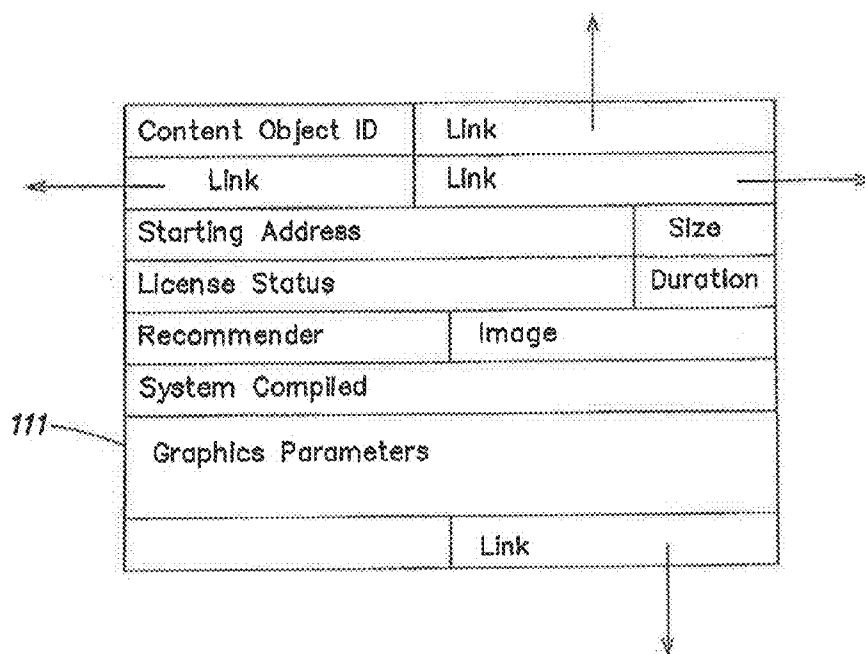 Content Object ID Link
Link Link
Starting Address Size
License Status Duration
Recommender Image
System Compiled
111
Graphics Parameters
Link